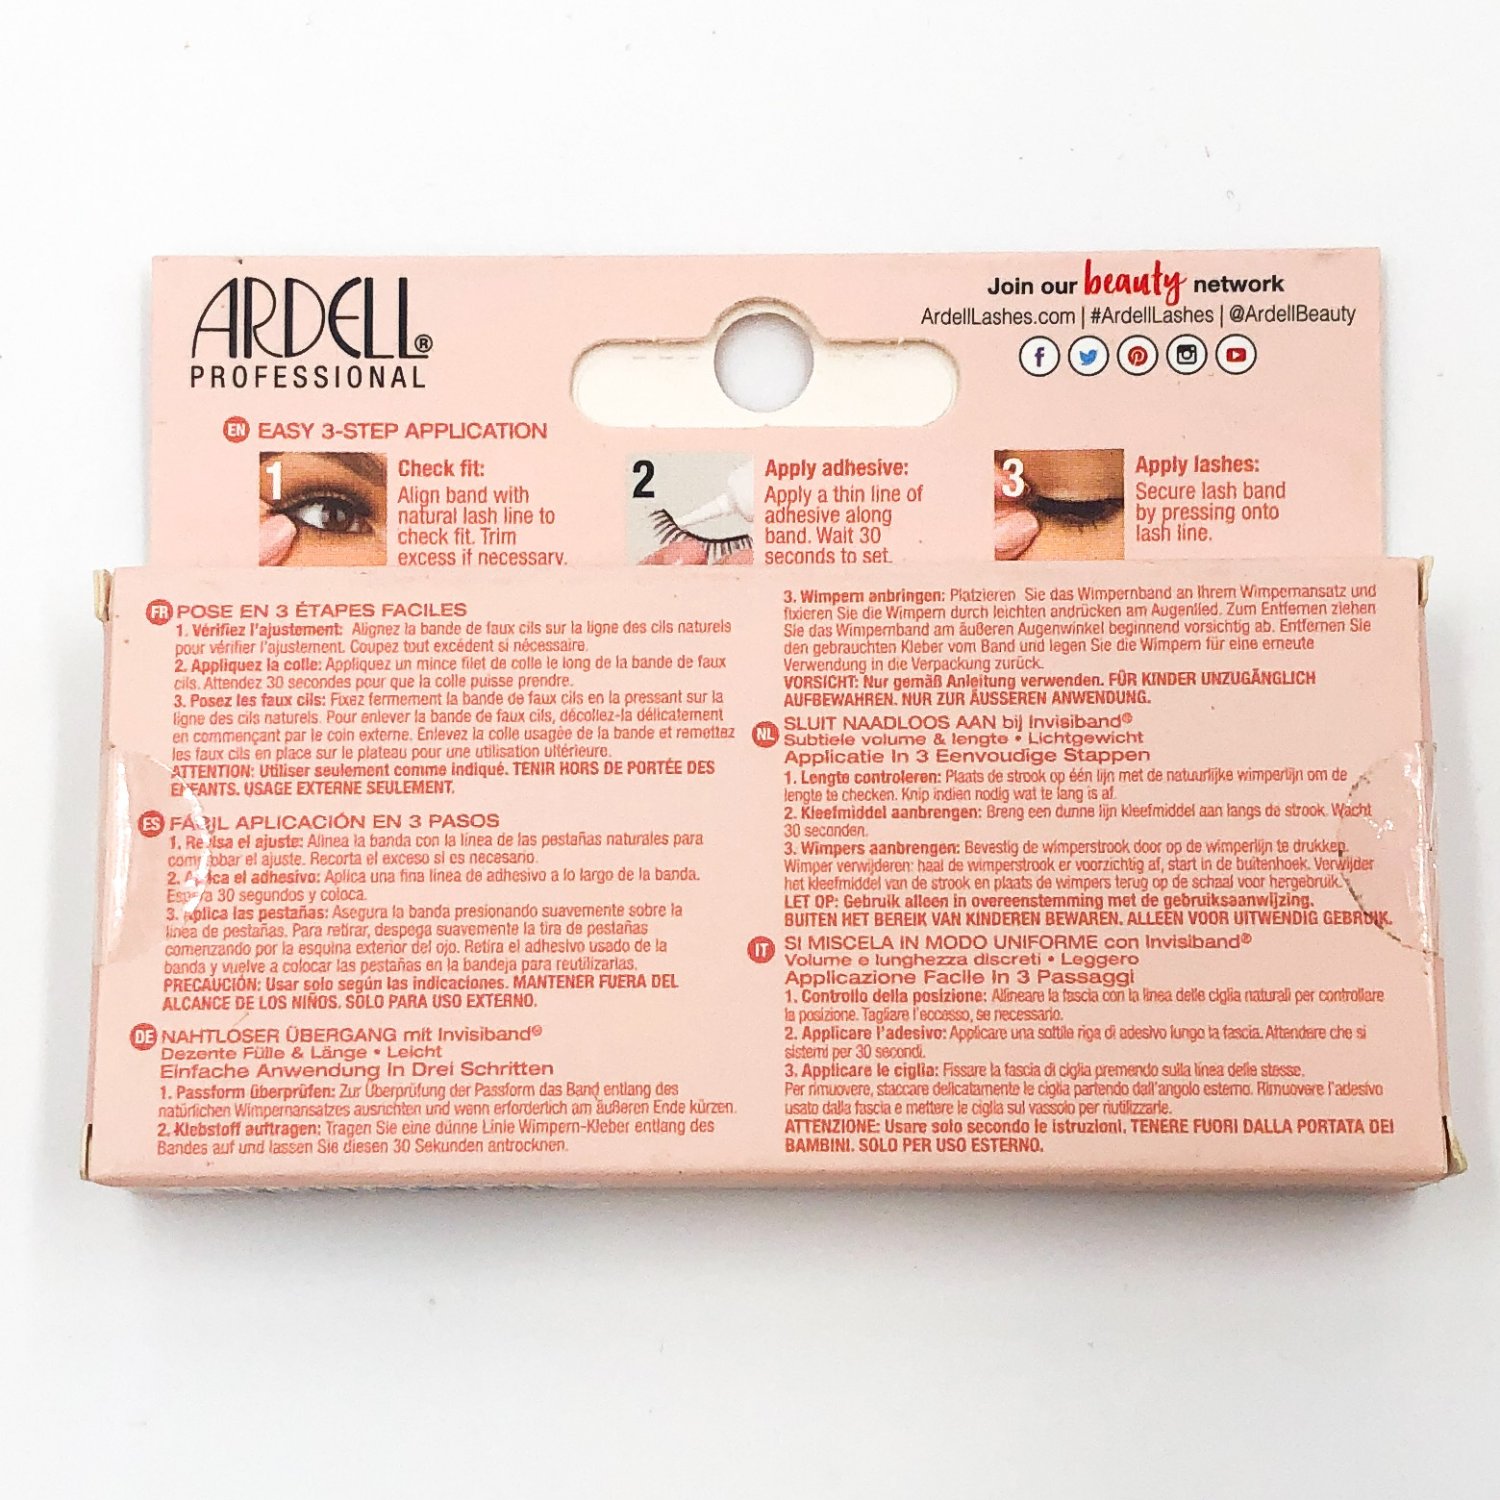 ARDELL®
PROFESSIONAL
Join our beauty network
ArdellLashes.com | #ArdellLashes | @ArdellBeauty
EN EASY 3-STEP APPLICATION
1
Check fit:
Align band with
natural lash line to
check fit. Trim
excess if necessary.
2
Apply adhesive:
Apply a thin line of
adhesive along
band. Wait 30
seconds to set.
3
Apply lashes:
Secure lash band
by pressing onto
lash line.
FR POSE EN 3 ÉTAPES FACILES
1. Vérifiez l'ajustement: Alignez la bande de faux cils sur la ligne des cils naturels
pour vérifier l'ajustement. Coupez tout excédent si nécessaire.
2. Appliquez la colle: Appliquez un mince filet de colle le long de la bande de faux
cils. Attendez 30 secondes pour que la colle puisse prendre.
3. Posez les faux cils: Fixez fermement la bande de faux cils en la pressant sur la
ligne des cils naturels. Pour enlever la bande de faux cils, décollez-la délicatement
en commençant par le coin externe. Enlevez la colle usagée de la bande et remettez
les faux cils en place sur le plateau pour une utilisation ultérieure.
ATTENTION: Utiliser seulement comme indiqué. TENIR HORS DE PORTÉE DES
ENFANTS. USAGE EXTERNE SEULEMENT.
ES FÁCIL APLICACIÓN EN 3 PASOS
1. Revisa el ajuste: Alinea la banda con la línea de las pestañas naturales para
comprobar el ajuste. Recorta el exceso si es necesario.
2. Aplica el adhesivo: Aplica una fina línea de adhesivo a lo largo de la banda.
Espera 30 segundos y coloca.
3. Aplica las pestañas: Asegura la banda presionando suavemente sobre la
línea de pestañas. Para retirar, despega suavemente la tira de pestañas
comenzando por la esquina exterior del ojo. Retira el adhesivo usado de la
banda y vuelve a colocar las pestañas en la bandeja para reutilizarlas.
PRECAUCIÓN: Usar solo según las indicaciones. MANTENER FUERA DEL
ALCANCE DE LOS NIÑOS. SOLO PARA USO EXTERNO.
DE NAHTLOSER ÜBERGANG mit Invisiband®
Dezente Fülle & Länge • Leicht
Einfache Anwendung In Drei Schritten
1. Passform überprüfen: Zur Überprüfung der Passform das Band entlang des
natürlichen Wimpernansatzes ausrichten und wenn erforderlich am äußeren Ende kürzen.
2. Klebstoff auftragen: Tragen Sie eine dünne Linie Wimpern-Kleber entlang des
Bandes auf und lassen Sie diesen 30 Sekunden antrocknen.
3. Wimpern anbringen: Platzieren Sie das Wimpernband an Ihrem Wimpernansatz und
fixieren Sie die Wimpern durch leichten andrücken am Augenlied. Zum Entfernen ziehen
Sie das Wimpernband am äußeren Augenwinkel beginnend vorsichtig ab. Entfernen Sie
den gebrauchten Kleber vom Band und legen Sie die Wimpern für eine erneute
Verwendung in die Verpackung zurück.
VORSICHT: Nur gemäß Anleitung verwenden. FÜR KINDER UNZUGÄNGLICH
AUFBEWAHREN. NUR ZUR ÄUSSEREN ANWENDUNG.
NL SLUIT NAADLOOS AAN bij Invisiband®
Subtiele volume & lengte • Lichtgewicht
Applicatie In 3 Eenvoudige Stappen
1. Lengte controleren: Plaats de strook op één lijn met de natuurlijke wimperlijn om de
lengte te checken. Knip indien nodig wat te lang is af.
2. Kleefmiddel aanbrengen: Breng een dunne lijn kleefmiddel aan langs de strook. Wacht
30 seconden.
3. Wimpers aanbrengen: Bevestig de wimperstrook door op de wimperlijn te drukken.
Wimper verwijderen: haal de wimperstrook er voorzichtig af, start in de buitenhoek. Verwijder
het kleefmiddel van de strook en plaats de wimpers terug op de schaal voor hergebruik.
LET OP: Gebruik alleen in overeenstemming met de gebruiksaanwijzing.
BUITEN HET BEREIK VAN KINDEREN BEWAREN. ALLEEN VOOR UITWENDIG GEBRUIK.
IT SI MISCELA IN MODO UNIFORME con Invisiband®
Volume e lunghezza discreti • Leggero
Applicazione Facile In 3 Passaggi
1. Controllo della posizione: Allineare la fascia con la linea delle ciglia naturali per controllare
la posizione. Tagliare l'eccesso, se necessario.
2. Applicare l'adesivo: Applicare una sottile riga di adesivo lungo la fascia. Attendere che si
sistemi per 30 secondi.
3. Applicare le ciglia: Fissare la fascia di ciglia premendo sulla linea delle stesse.
Per rimuovere, staccare delicatamente le ciglia partendo dall'angolo esterno. Rimuovere l'adesivo
usato dalla fascia e mettere le ciglia sul vassoio per riutilizzarle.
ATTENZIONE: Usare solo secondo le istruzioni. TENERE FUORI DALLA PORTATA DEI
BAMBINI. SOLO PER USO ESTERNO.